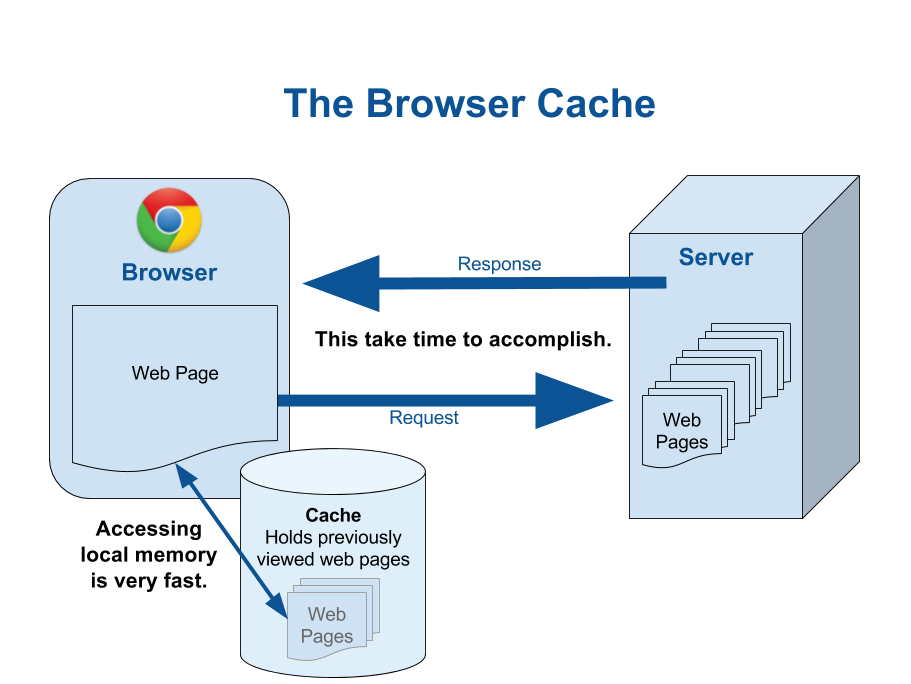 The Browser Cache
Browser
Web Page
Response
This take time to accomplish.
Request
Server
Web
Pages
Cache
Holds previously
viewed web pages
Web
Pages
Accessing
local memory
is very fast.